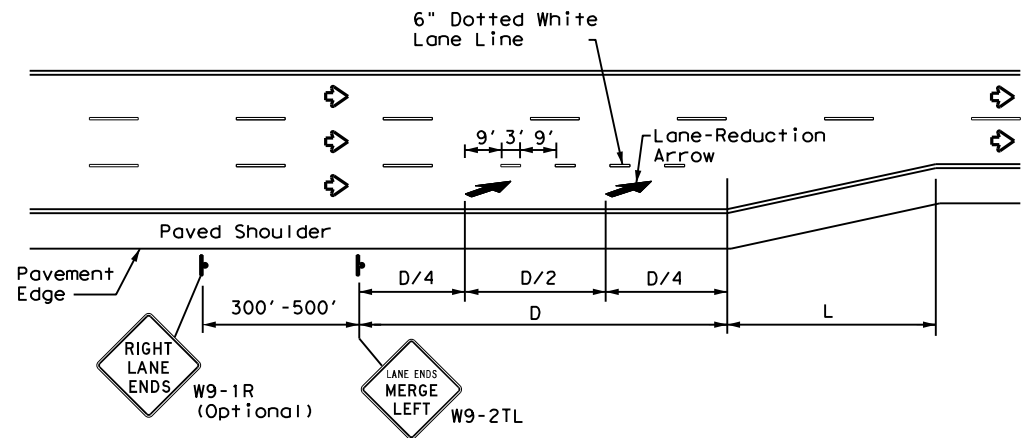 6" Dotted White
Lane Line
9' 3' 9'
Lane-Reduction
Arrow
Paved Shoulder
Pavement
Edge
D/4 D/2 D/4
300'-500' D L
RIGHT
LANE
ENDS
W9-1R
(Optional)
LANE ENDS
MERGE
LEFT
W9-2TL